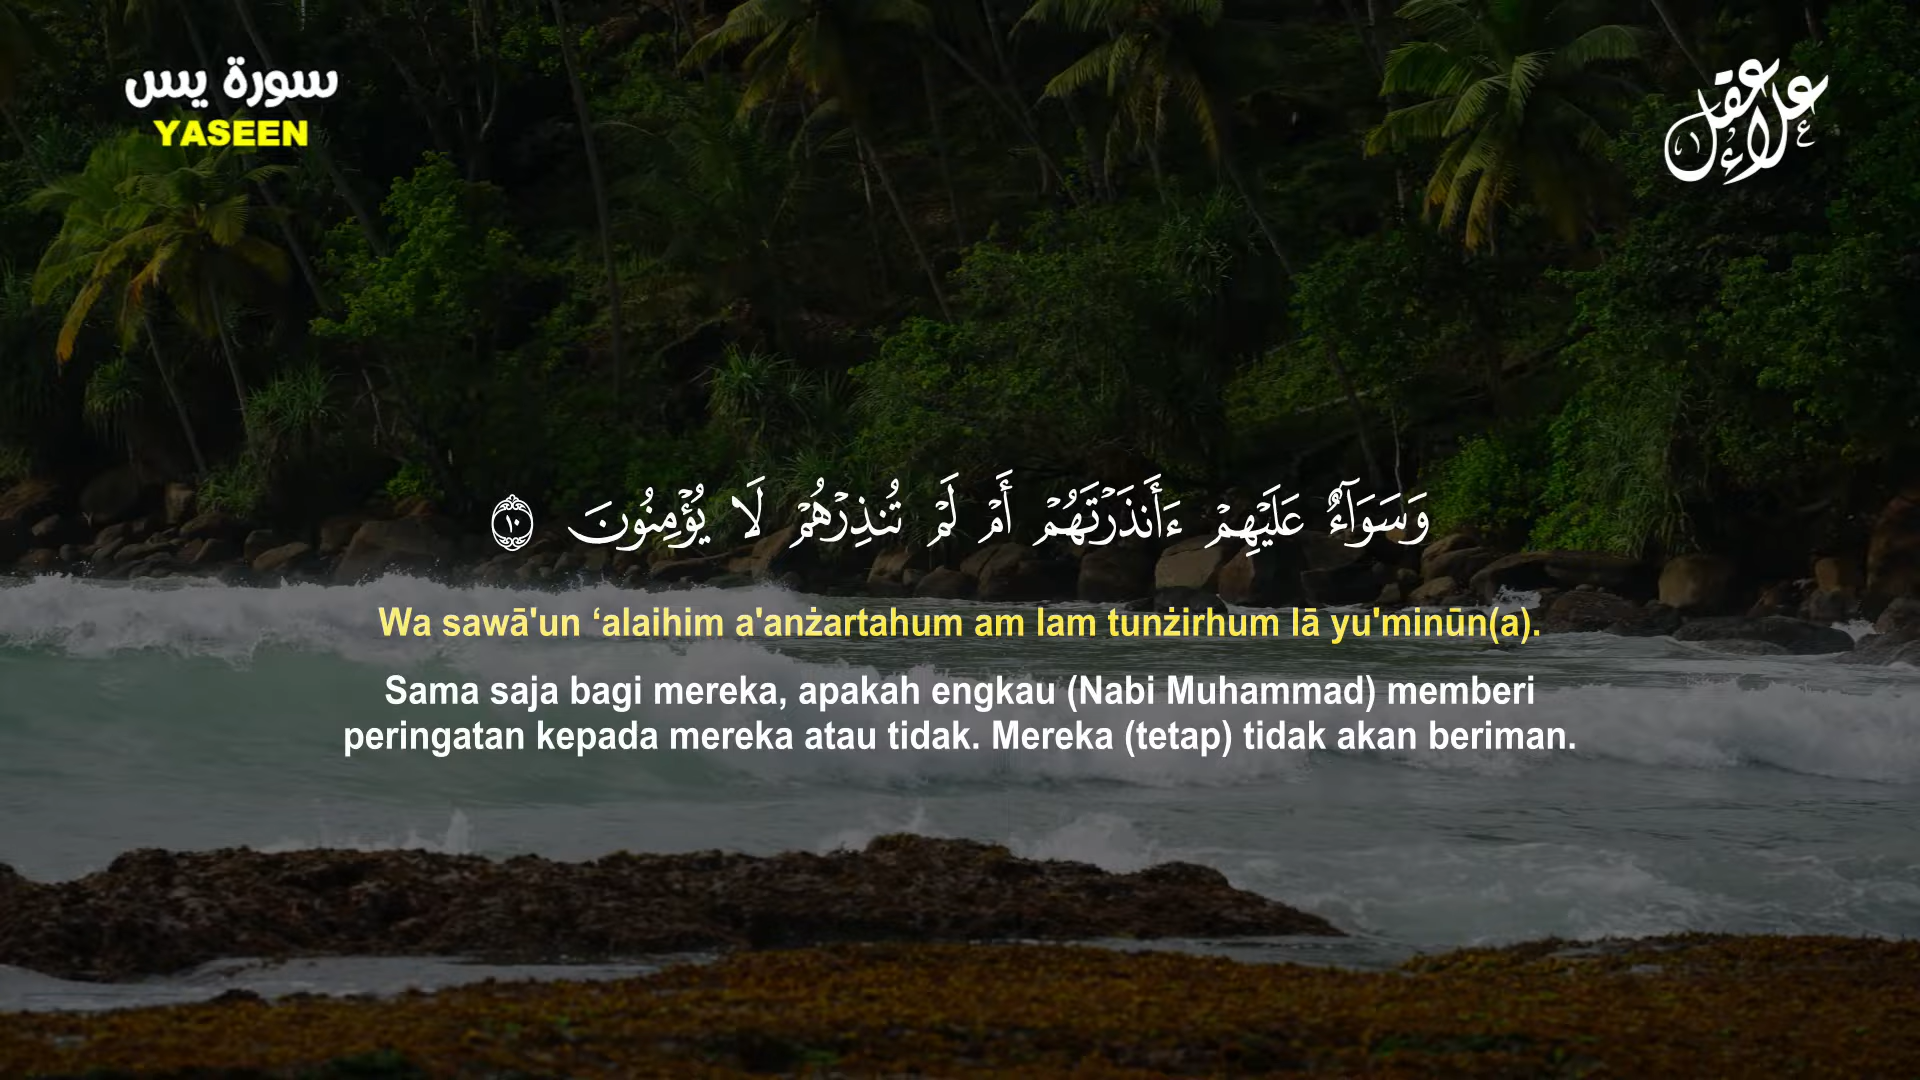 سورة يس
YASEEN
علاء عقل
وَسَوَآءٌ عَلَيْهِمْ ءَأَنذَرْتَهُمْ أَمْ لَمْ تُنذِرْهُمْ لَا يُؤْمِنُونَ ١٠
Wa sawā'un ‘alaihim a'anżartahum am lam tunżirhum lā yu'minūn(a).
Sama saja bagi mereka, apakah engkau (Nabi Muhammad) memberi
peringatan kepada mereka atau tidak. Mereka (tetap) tidak akan beriman.